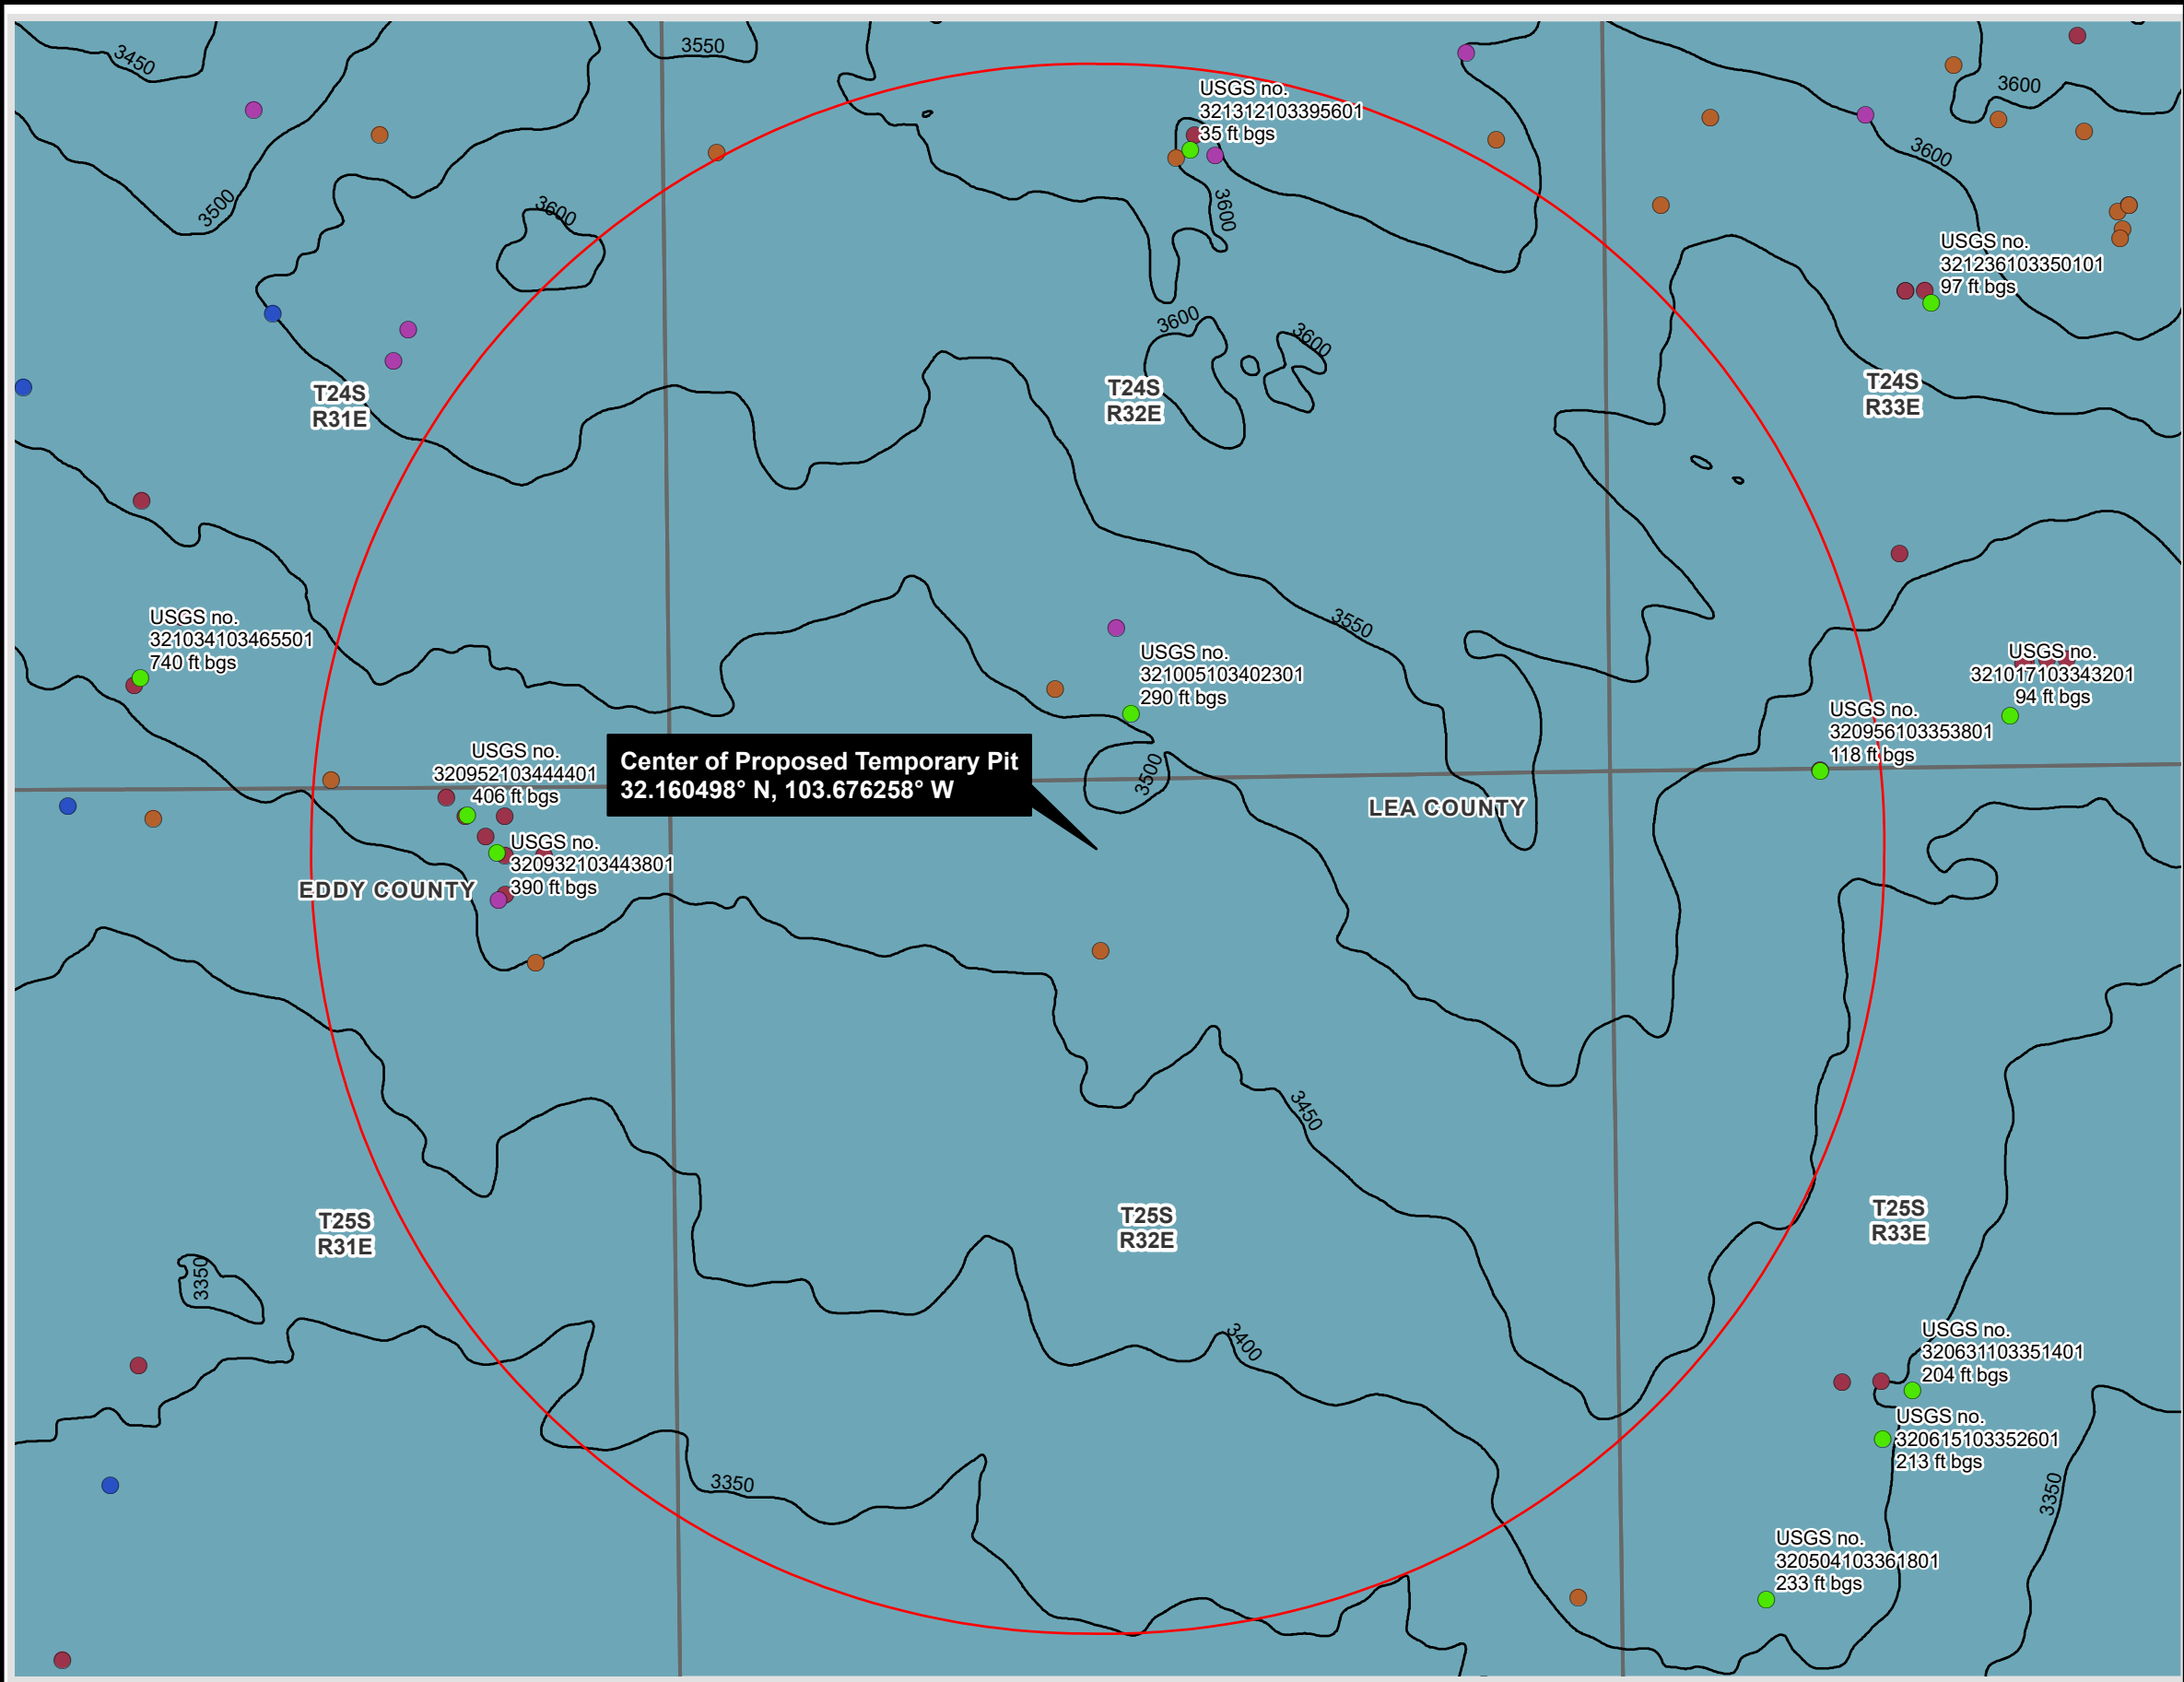 3450
3550
3600
USGS no.
321312103395601
35 ft bgs
3600
3500
3600
3600
USGS no.
321236103350101
97 ft bgs
3600
3600
T24S
R31E
T24S
R32E
T24S
R33E
USGS no.
321034103465501
740 ft bgs
3550
USGS no.
321005103402301
290 ft bgs
USGS no.
321017103343201
94 ft bgs
USGS no.
320956103353801
118 ft bgs
USGS no.
320952103444401
406 ft bgs
Center of Proposed Temporary Pit
32.160498° N, 103.676258° W
3500
LEA COUNTY
USGS no.
320932103443801
390 ft bgs
EDDY COUNTY
3450
T25S
R31E
T25S
R32E
T25S
R33E
3350
3400
USGS no.
320631103351401
204 ft bgs
USGS no.
320615103352601
213 ft bgs
3350
3350
USGS no.
320504103361801
233 ft bgs